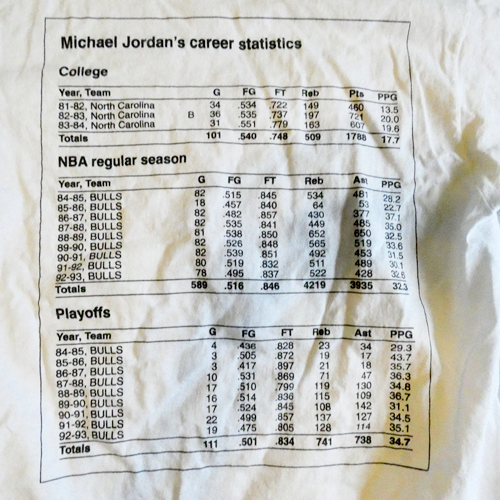 Michael Jordan's career statistics
College
Year, Team G FG FT Reb Pts PPG
81-82, North Carolina 34 .534 .722 149 460 13.5
82-83, North Carolina B 36 .535 .737 197 721 20.0
83-84, North Carolina 31 .551 .779 163 607 19.6
Totals 101 .540 .748 509 1788 17.7
NBA regular season
Year, Team G FG FT Reb Ast PPG
84-85, BULLS 82 .515 .845 534 481 28.2
85-86, BULLS 18 .457 .840 64 53 22.7
86-87, BULLS 82 .482 .857 430 377 37.1
87-88, BULLS 82 .535 .841 449 485 35.0
88-89, BULLS 81 .538 .850 652 650 32.5
89-90, BULLS 82 .526 .848 565 519 33.6
90-91, BULLS 82 .539 .851 492 453 31.5
91-92, BULLS 80 .519 .832 511 489 30.1
92-93, BULLS 78 .495 .837 522 428 32.6
Totals 589 .516 .846 4219 3935 32.3
Playoffs
Year, Team G FG FT Reb Ast PPG
84-85, BULLS 4 .436 .828 23 34 29.3
85-86, BULLS 3 .505 .872 19 17 43.7
86-87, BULLS 3 .417 .897 21 18 35.7
87-88, BULLS 10 .531 .869 71 47 36.3
88-89, BULLS 17 .510 .799 119 130 34.8
89-90, BULLS 16 .514 .836 115 109 36.7
90-91, BULLS 17 .524 .845 108 142 31.1
91-92, BULLS 22 .499 .857 137 127 34.5
92-93, BULLS 19 .475 .805 128 114 35.1
Totals 111 .501 .834 741 738 34.7